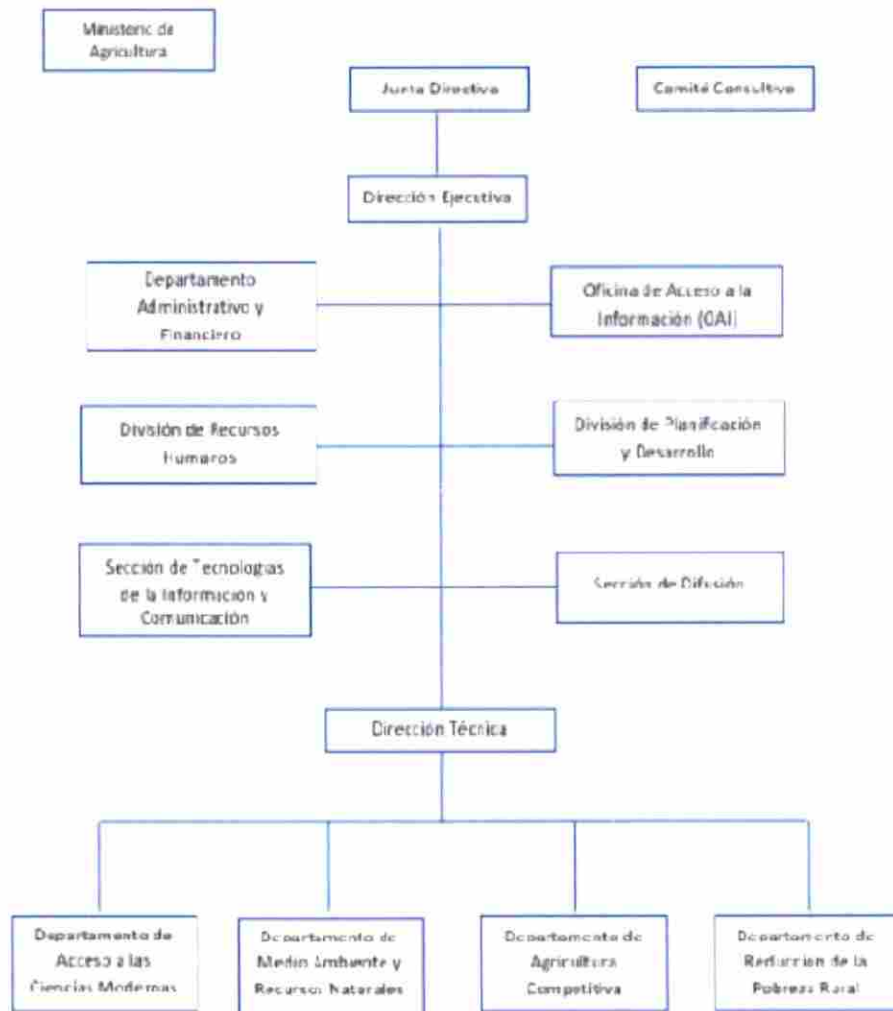 Ministerio de
Agricultura
Junta Directiva
Comité Consultivo
Dirección Ejecutiva
Departamento
Administrativo y
Financiero
Oficina de Acceso a la
Información (OAI)
División de Recursos
Humanos
División de Planificación
y Desarrollo
Sección de Tecnologías
de la Información y
Comunicación
Sección de Difusión
Dirección Técnica
Departamento de
Acceso a las
Ciencias Modernas
Departamento de
Medio Ambiente y
Recursos Naturales
Departamento de
Agricultura
Competitiva
Departamento de
Reducción de la
Pobreza Rural